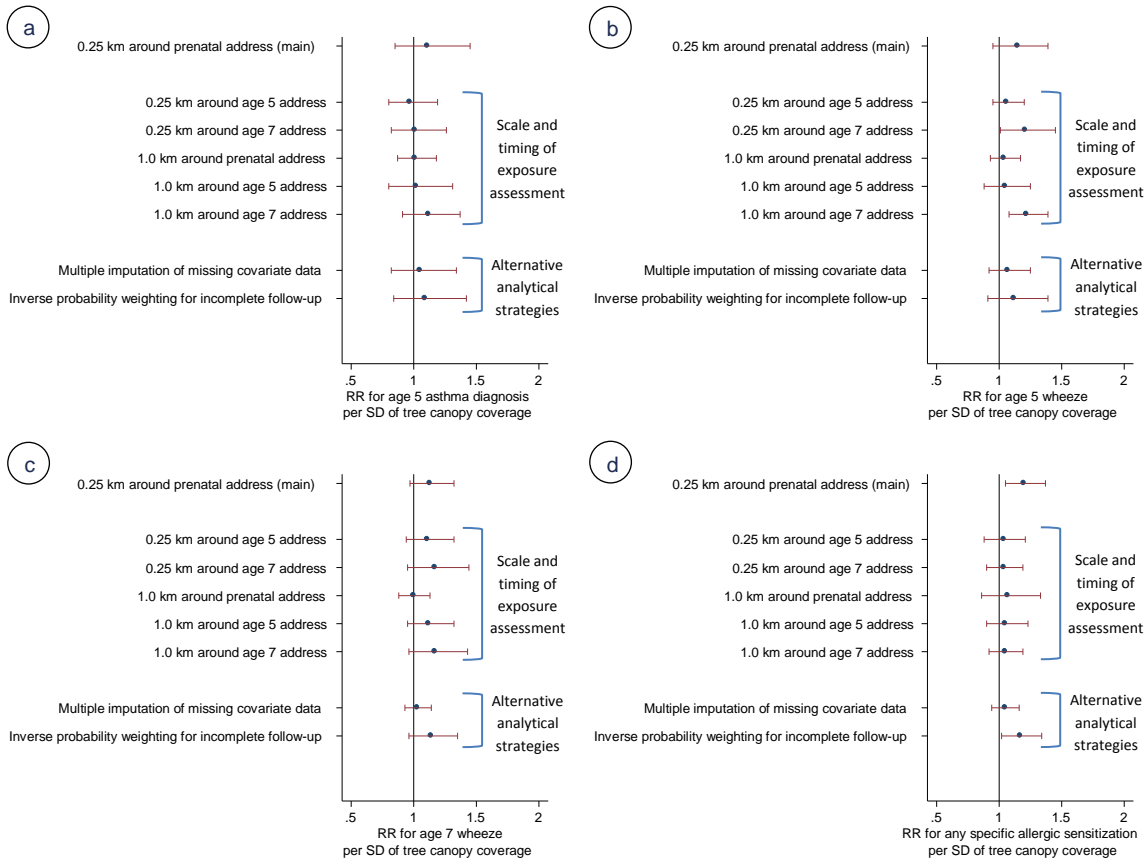 a
0.25 km around prenatal address (main)
0.25 km around age 5 address
0.25 km around age 7 address
1.0 km around prenatal address
1.0 km around age 5 address
1.0 km around age 7 address
Scale and
timing of
exposure
assessment
Multiple imputation of missing covariate data
Inverse probability weighting for incomplete follow-up
Alternative
analytical
strategies
.5 1 1.5 2
RR for age 5 asthma diagnosis
per SD of tree canopy coverage
b
0.25 km around prenatal address (main)
0.25 km around age 5 address
0.25 km around age 7 address
1.0 km around prenatal address
1.0 km around age 5 address
1.0 km around age 7 address
Scale and
timing of
exposure
assessment
Multiple imputation of missing covariate data
Inverse probability weighting for incomplete follow-up
Alternative
analytical
strategies
.5 1 1.5 2
RR for age 5 wheeze
per SD of tree canopy coverage
c
0.25 km around prenatal address (main)
0.25 km around age 5 address
0.25 km around age 7 address
1.0 km around prenatal address
1.0 km around age 5 address
1.0 km around age 7 address
Scale and
timing of
exposure
assessment
Multiple imputation of missing covariate data
Inverse probability weighting for incomplete follow-up
Alternative
analytical
strategies
.5 1 1.5 2
RR for age 7 wheeze
per SD of tree canopy coverage
d
0.25 km around prenatal address (main)
0.25 km around age 5 address
0.25 km around age 7 address
1.0 km around prenatal address
1.0 km around age 5 address
1.0 km around age 7 address
Scale and
timing of
exposure
assessment
Multiple imputation of missing covariate data
Inverse probability weighting for incomplete follow-up
Alternative
analytical
strategies
.5 1 1.5 2
RR for any specific allergic sensitization
per SD of tree canopy coverage